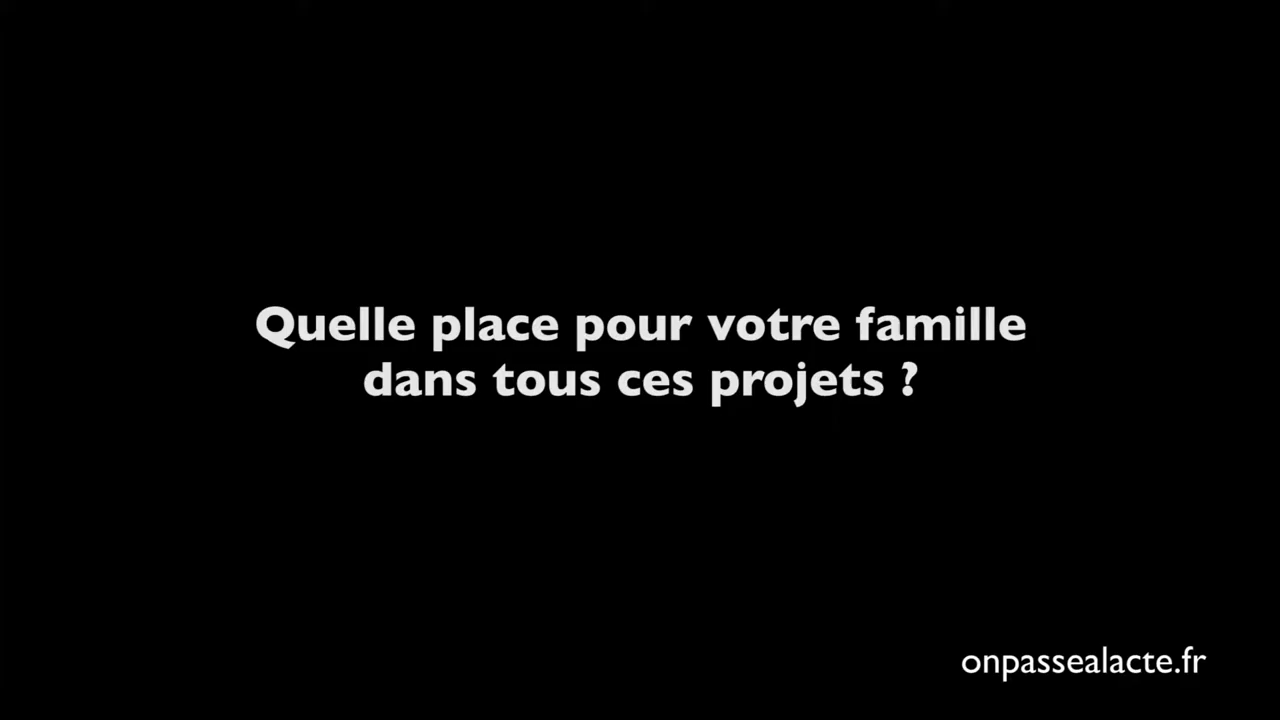 Quelle place pour votre famille
dans tous ces projets ?
onpassealacte.fr